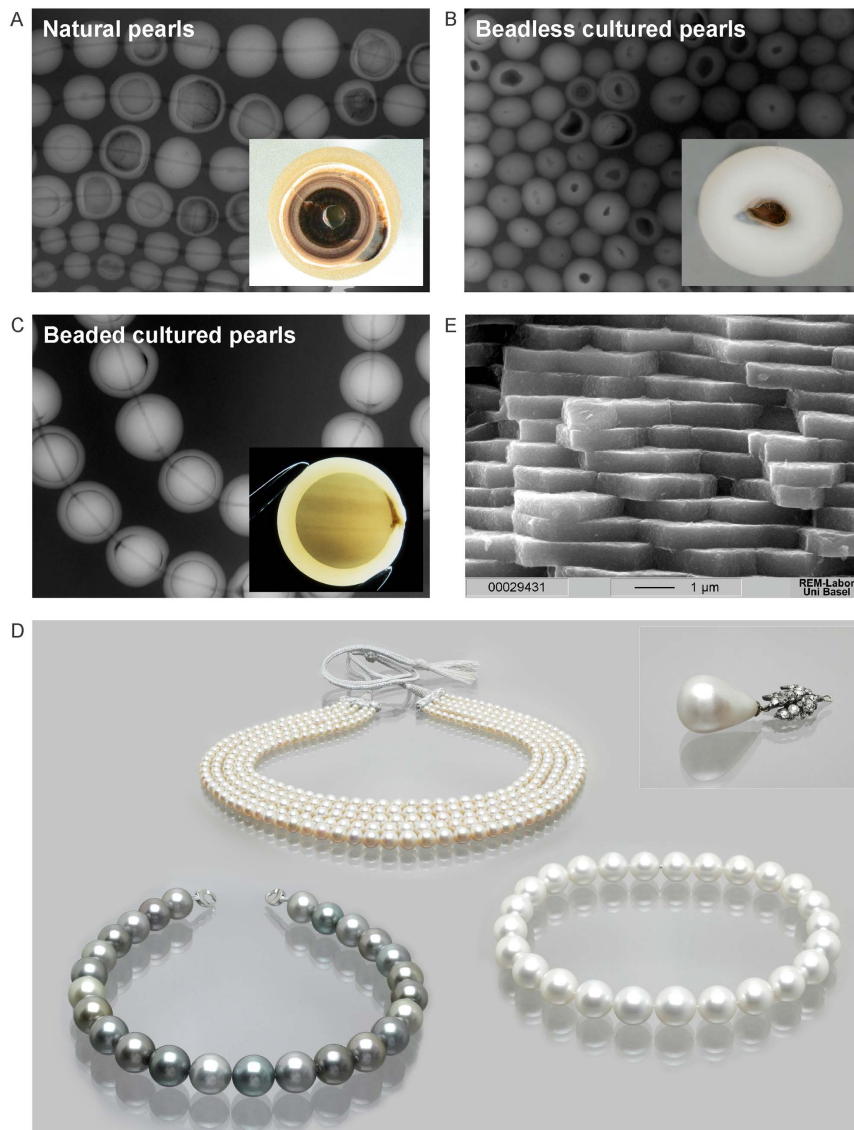 A
Natural pearls
B
Beadless cultured pearls
C
Beaded cultured pearls
E
00029431
1 µm
REM-Labor
Uni Basel
D